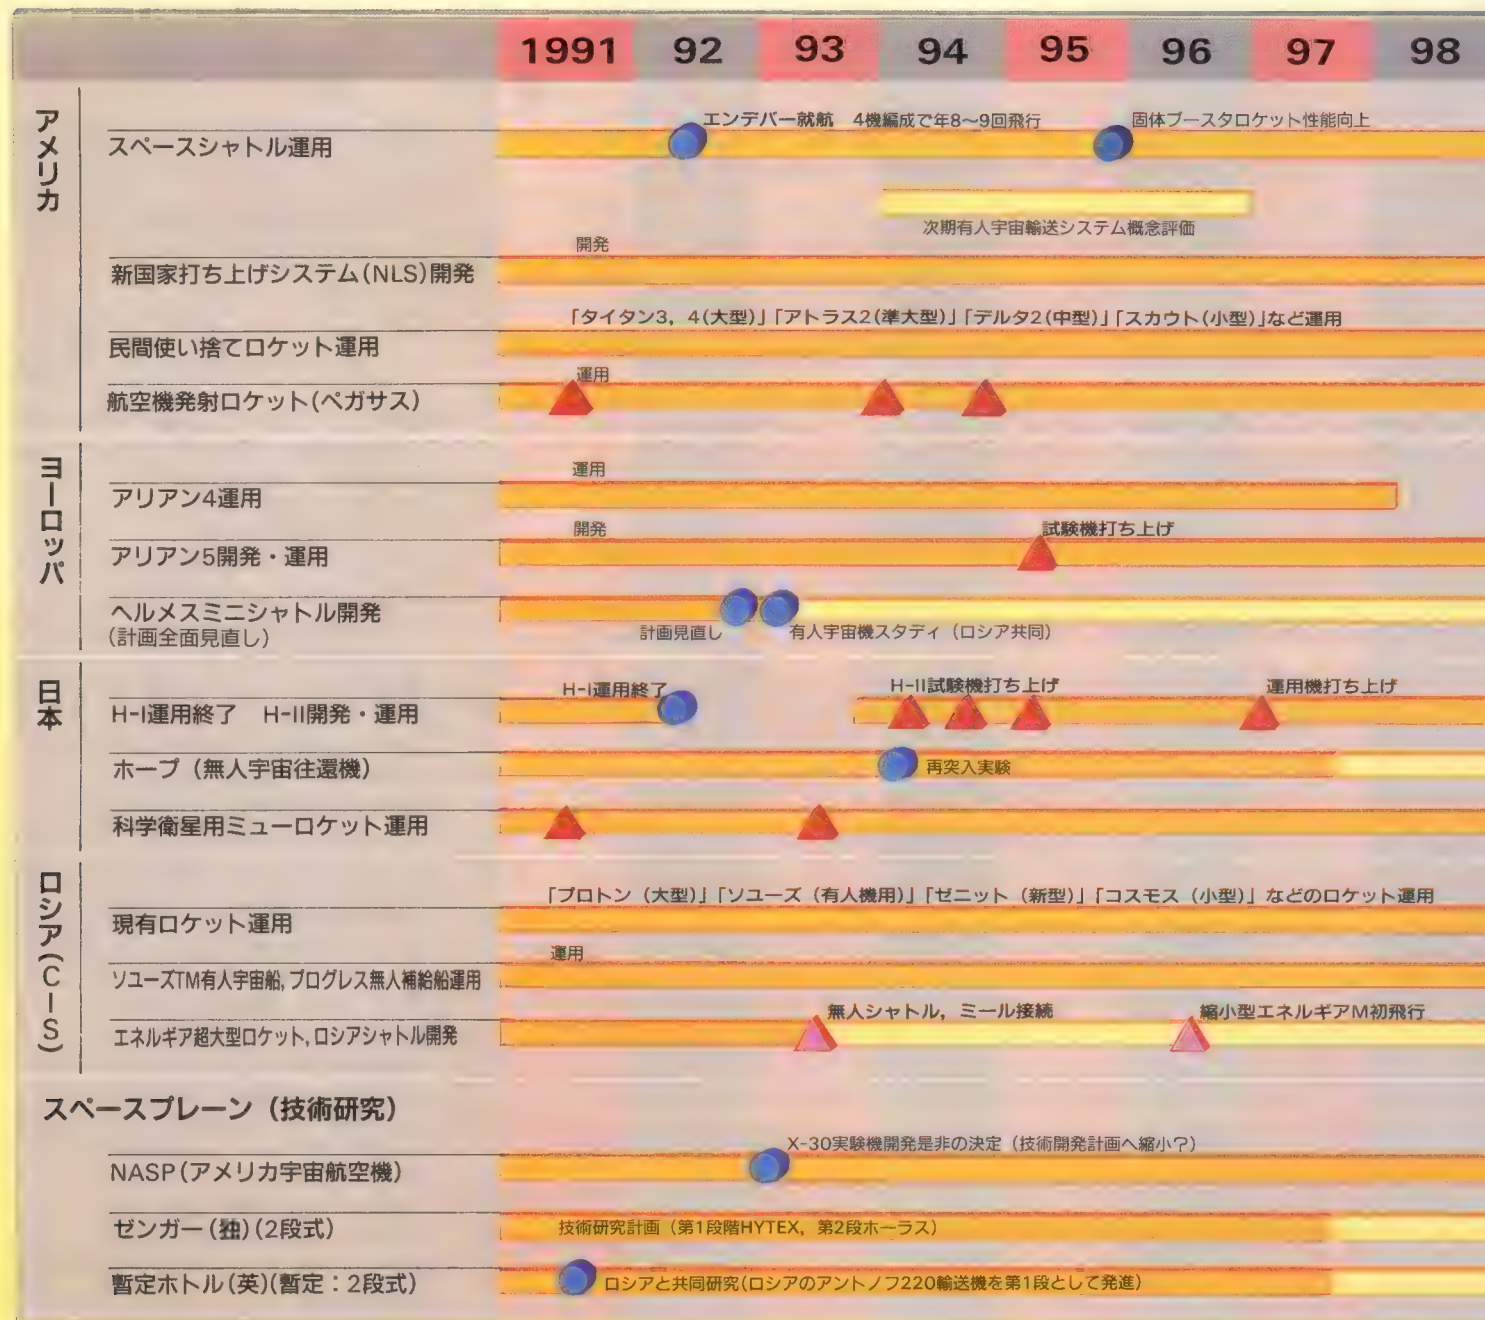 1991 92 93 94 95 96 97 98
アメリカ
エンデバー就航 4機編成で年8〜9回飛行 固体ブースタロケット性能向上
スペースシャトル運用
次期有人宇宙輸送システム概念評価
開発
新国家打ち上げシステム(NLS)開発
「タイタン3，4(大型)」「アトラス2(準大型)」「デルタ2(中型)」「スカウト(小型)」など運用
民間使い捨てロケット運用
運用
航空機発射ロケット(ペガサス)
ヨーロッパ
運用
アリアン4運用
開発 試験機打ち上げ
アリアン5開発・運用
ヘルメスミニシャトル開発
(計画全面見直し) 計画見直し 有人宇宙機スタディ（ロシア共同）
日本
H-I運用終了 H-II試験機打ち上げ 運用機打ち上げ
H-I運用終了 H-II開発・運用
ホープ（無人宇宙往還機） 再突入実験
科学衛星用ミューロケット運用
ロシア(CIS)
「プロトン（大型）」「ソユーズ（有人機用）」「ゼニット（新型）」「コスモス（小型）」などのロケット運用
現有ロケット運用
運用
ソユーズTM有人宇宙船, プログレス無人補給船運用
無人シャトル，ミール接続 縮小型エネルギアM初飛行
エネルギア超大型ロケット, ロシアシャトル開発
スペースプレーン（技術研究）
X-30実験機開発是非の決定（技術開発計画へ縮小?）
NASP(アメリカ宇宙航空機)
ゼンガー(独)(2段式) 技術研究計画（第1段階HYTEX，第2段ホーラス）
暫定ホトル(英)(暫定：2段式) ロシアと共同研究(ロシアのアントノフ220輸送機を第1段として発進)